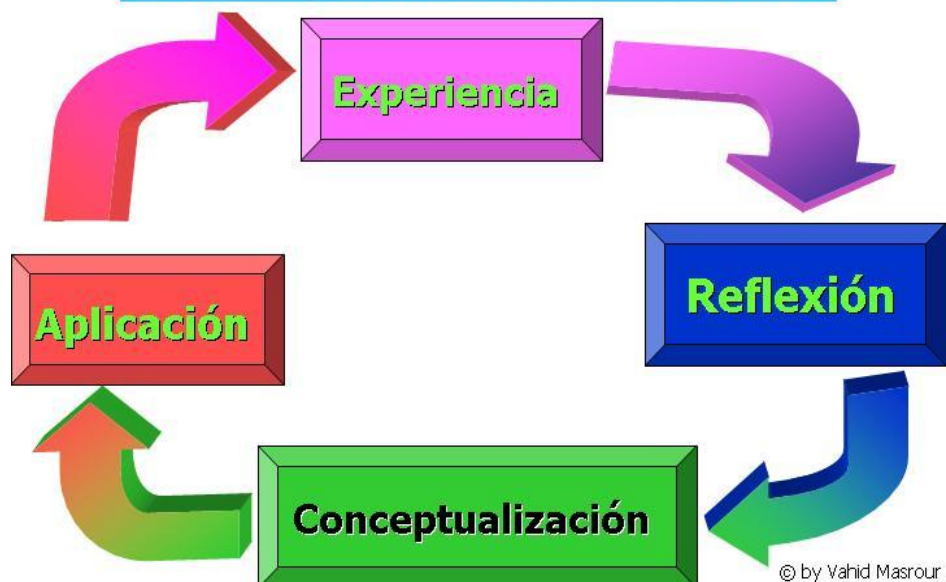 Experiencia
Reflexión
Conceptualización
Aplicación
© by Vahid Masrour